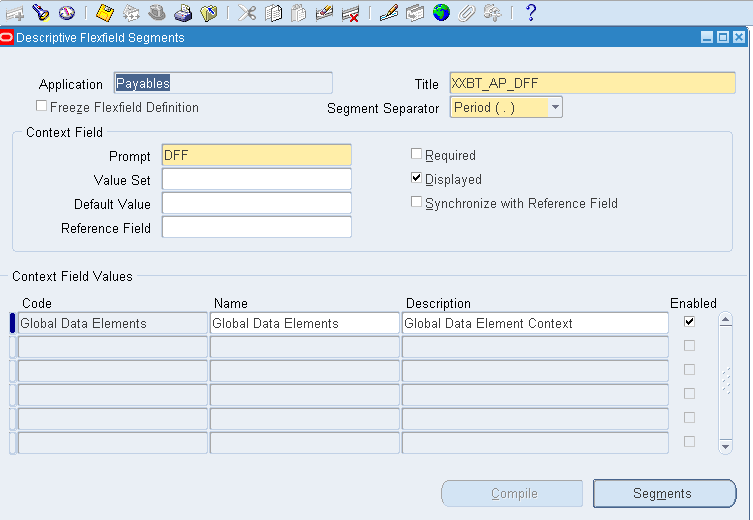 Descriptive Flexfield Segments
Application Payables Title XXBT_AP_DFF
Freeze Flexfield Definition Segment Separator Period ( . )
Context Field
Prompt DFF Required
Value Set Displayed
Default Value Synchronize with Reference Field
Reference Field
Context Field Values
Code Name Description Enabled
Global Data Elements Global Data Elements Global Data Element Context
Compile Segments